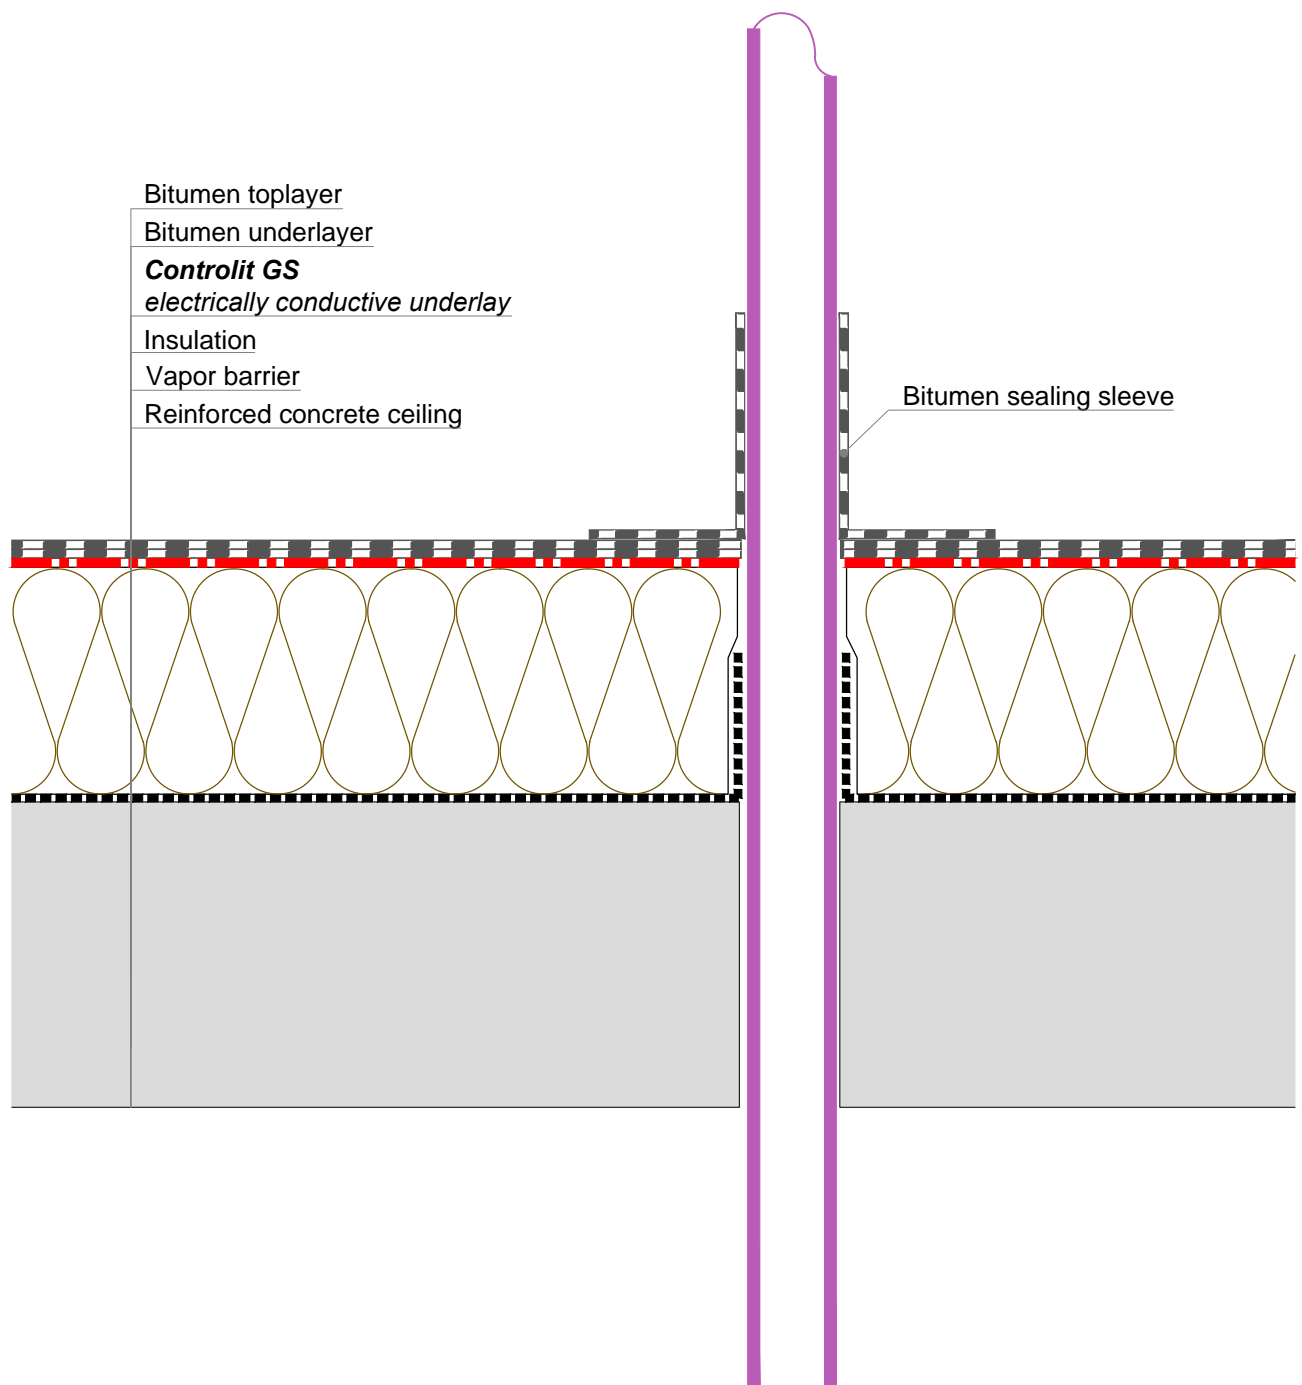 Bitumen toplayer
Bitumen underlayer
Controlit GS
electrically conductive underlay
Insulation
Vapor barrier
Reinforced concrete ceiling
Bitumen sealing sleeve